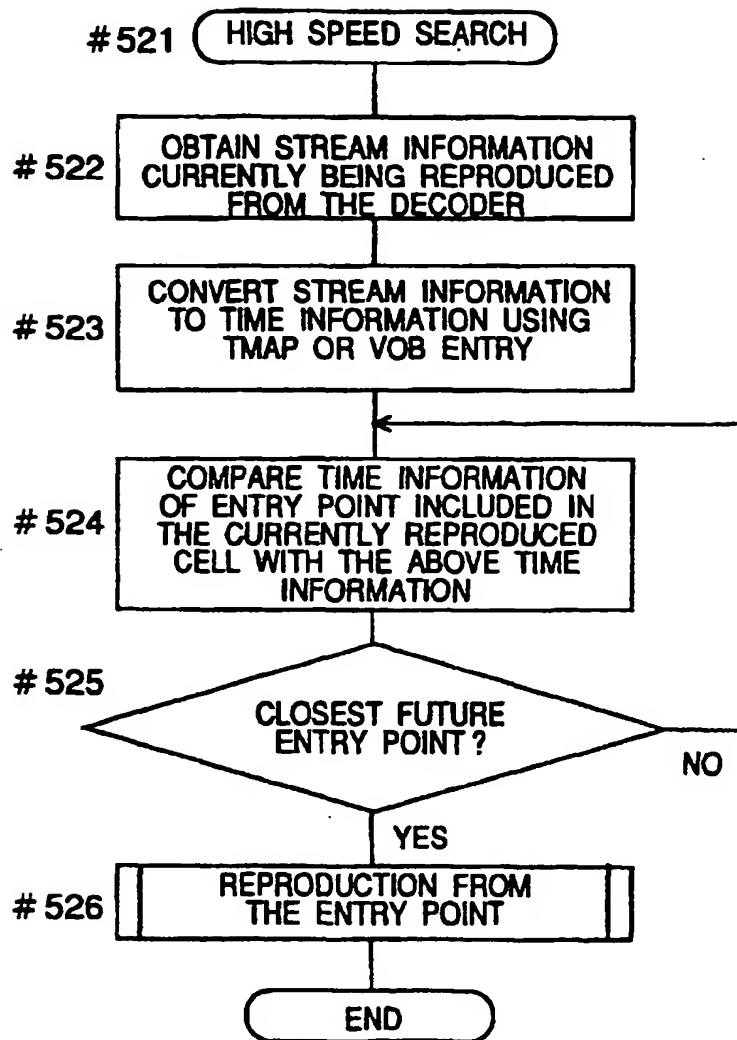 #521 HIGH SPEED SEARCH
#522
OBTAIN STREAM INFORMATION
CURRENTLY BEING REPRODUCED
FROM THE DECODER
#523
CONVERT STREAM INFORMATION
TO TIME INFORMATION USING
TMAP OR VOB ENTRY
#524
COMPARE TIME INFORMATION
OF ENTRY POINT INCLUDED IN
THE CURRENTLY REPRODUCED
CELL WITH THE ABOVE TIME
INFORMATION
#525
CLOSEST FUTURE
ENTRY POINT?
NO
YES
#526
REPRODUCTION FROM
THE ENTRY POINT
END